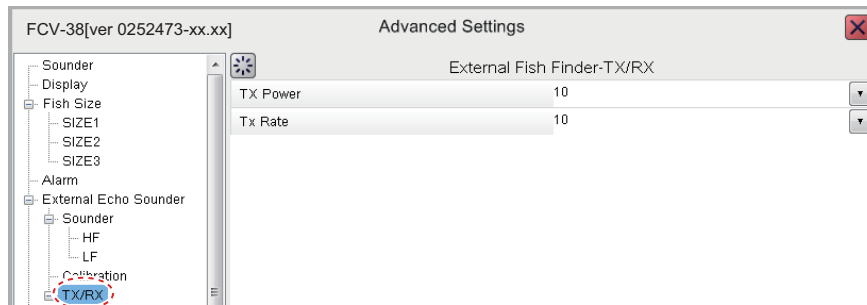 FCV-38[ver 0252473-xx.xx]
Advanced Settings
Sounder
Display
Fish Size
SIZE1
SIZE2
SIZE3
Alarm
External Echo Sounder
Sounder
HF
LF
Calibration
TX/RX
External Fish Finder-TX/RX
TX Power 10
Tx Rate 10